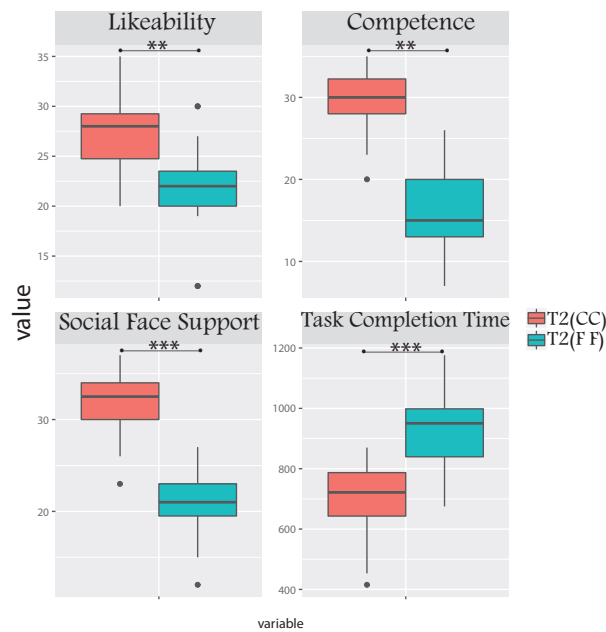 Likeability
Competence
**
**
35
30
25
20
15
30
20
10
value
Social Face Support
Task Completion Time
***
***
30
20
1200
1000
800
600
400
T2(CC)
T2(F F)
variable